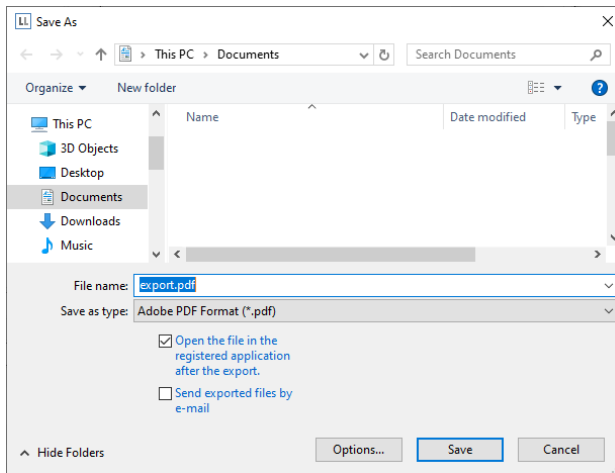 LL Save As
This PC > Documents
Search Documents
Organize
New folder
?
This PC
3D Objects
Desktop
Documents
Downloads
Music
Name
Date modified
Type
File name:
export.pdf
Save as type:
Adobe PDF Format (*.pdf)
Open the file in the
registered application
after the export.
Send exported files by
e-mail
Hide Folders
Options...
Save
Cancel